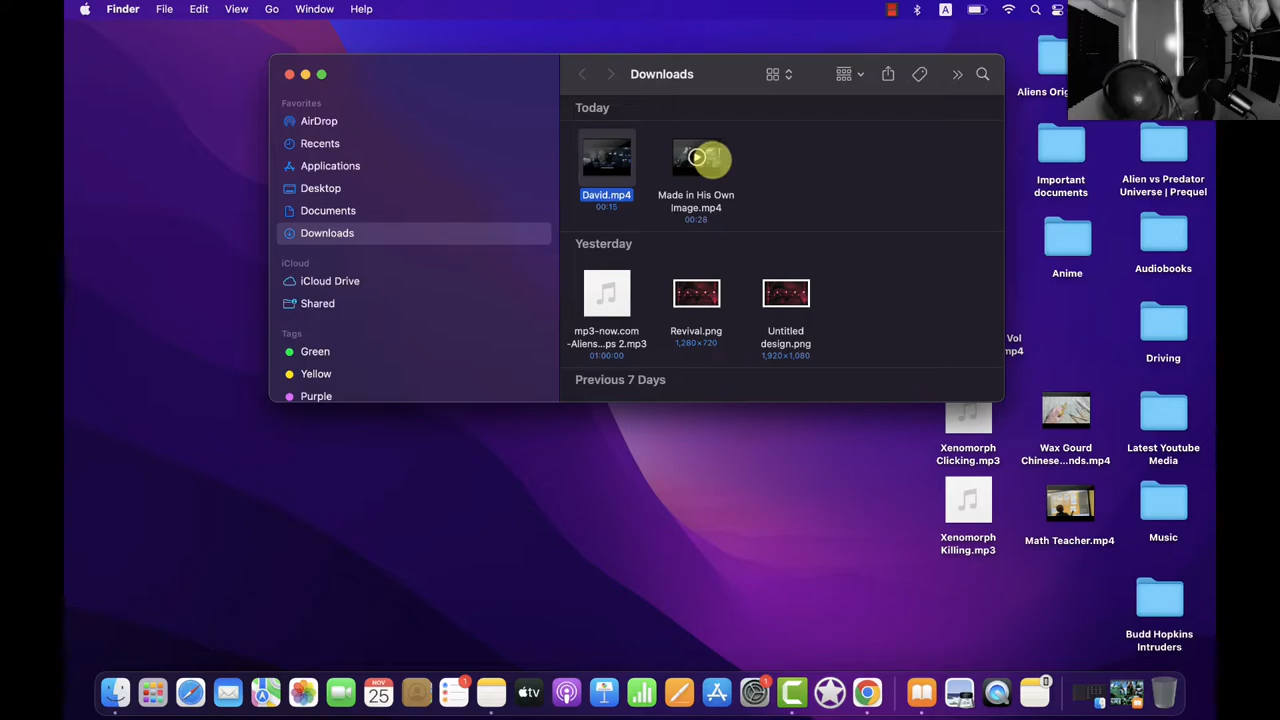 Finder File Edit View Go Window Help
A
Downloads
Favorites
AirDrop
Recents
Applications
Desktop
Documents
Downloads
iCloud
iCloud Drive
Shared
Tags
Green
Yellow
Purple
Today
David.mp4
00:15
Made in His Own
Image.mp4
00:28
Yesterday
mp3-now.com
-Aliens...ps 2.mp3
01:00:00
Revival.png
1,280×720
Untitled
design.png
1,920×1,080
Previous 7 Days
Aliens Orig
Important
documents
Alien vs Predator
Universe | Prequel
Anime
Audiobooks
Vol
mp4
Driving
Xenomorph
Clicking.mp3
Wax Gourd
Chinese...nds.mp4
Latest Youtube
Media
Xenomorph
Killing.mp3
Math Teacher.mp4
Music
Budd Hopkins
Intruders
NOV
25
1
tv
1